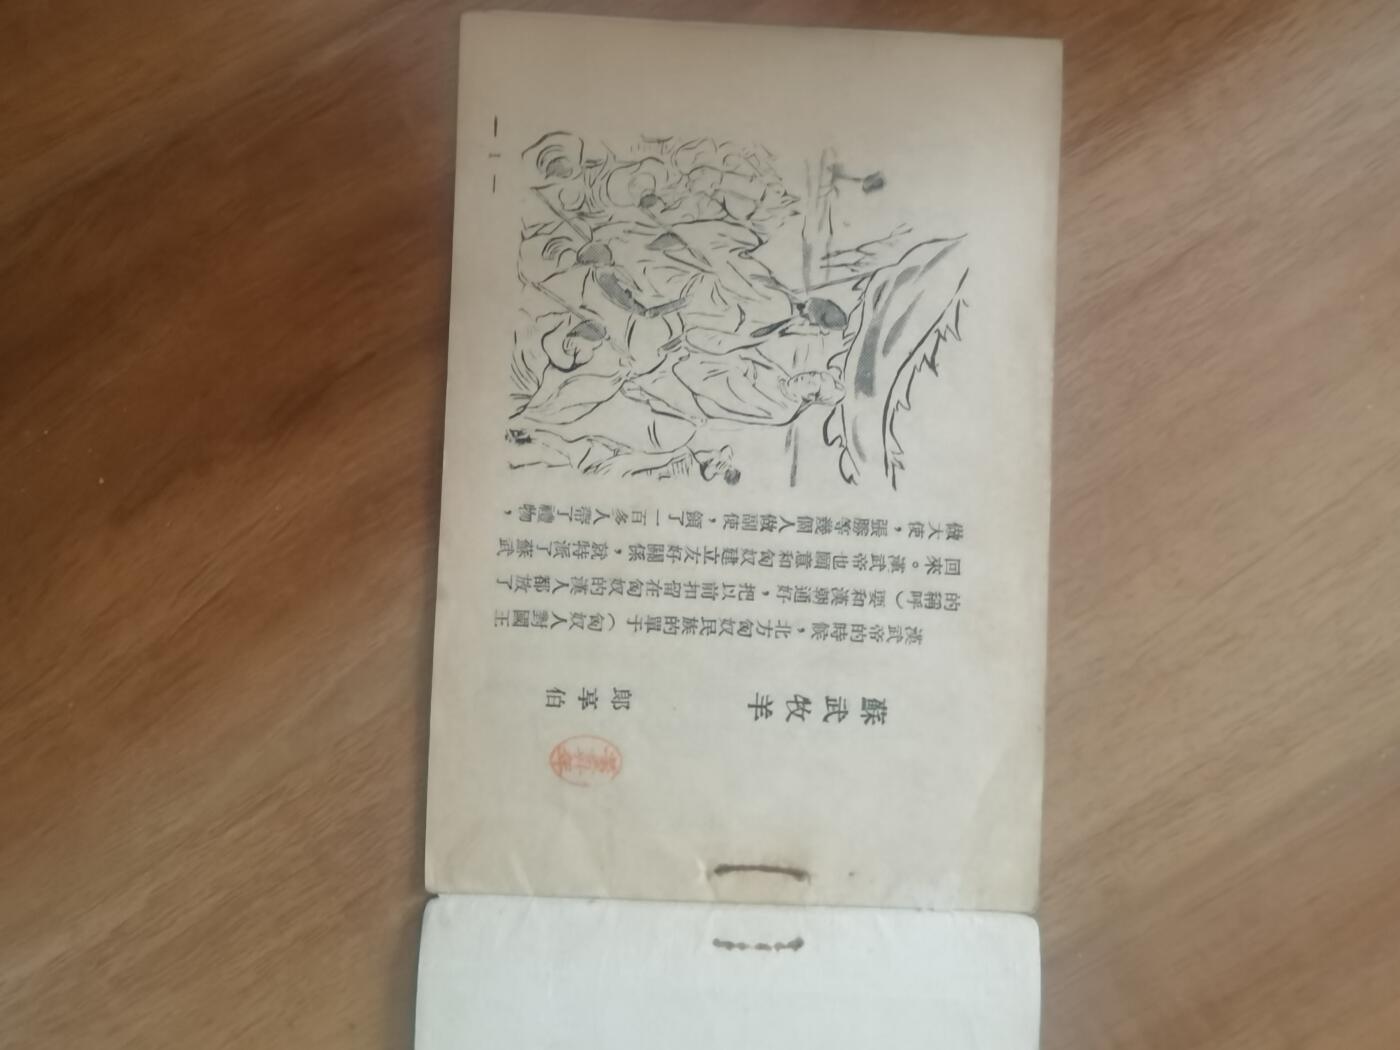 蘇武牧羊
郞享伯
漢武帝的時候，北方匈奴民族的單于（匈奴人對國王
的稱呼）要和漢朝通好，把以前扣留在匈奴的漢人都放了
回來。漢武帝也願意和匈奴建立友好關係，就特派了蘇武
做大使，張勝等幾個人做副使，領了一百多人帶了禮物，
— 1 —